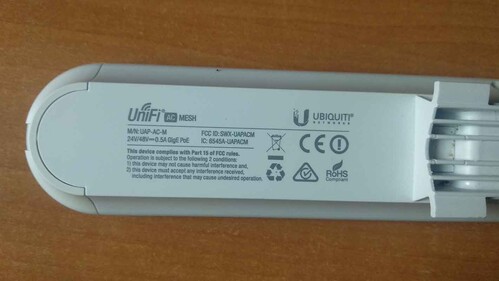 UniFi AC MESH
UBIQUITI
NETWORKS
M/N: UAP-AC-M
24V/48V⎓0.5A GigE PoE
FCC ID: SWX-UAPACM
IC: 6545A-UAPACM
This device complies with Part 15 of FCC rules.
Operation is subject to the following 2 conditions:
1) this device may not cause harmful interference and,
2) this device must accept any interference received,
including interference that may cause undesired operation.
CE
RoHS
Compliant